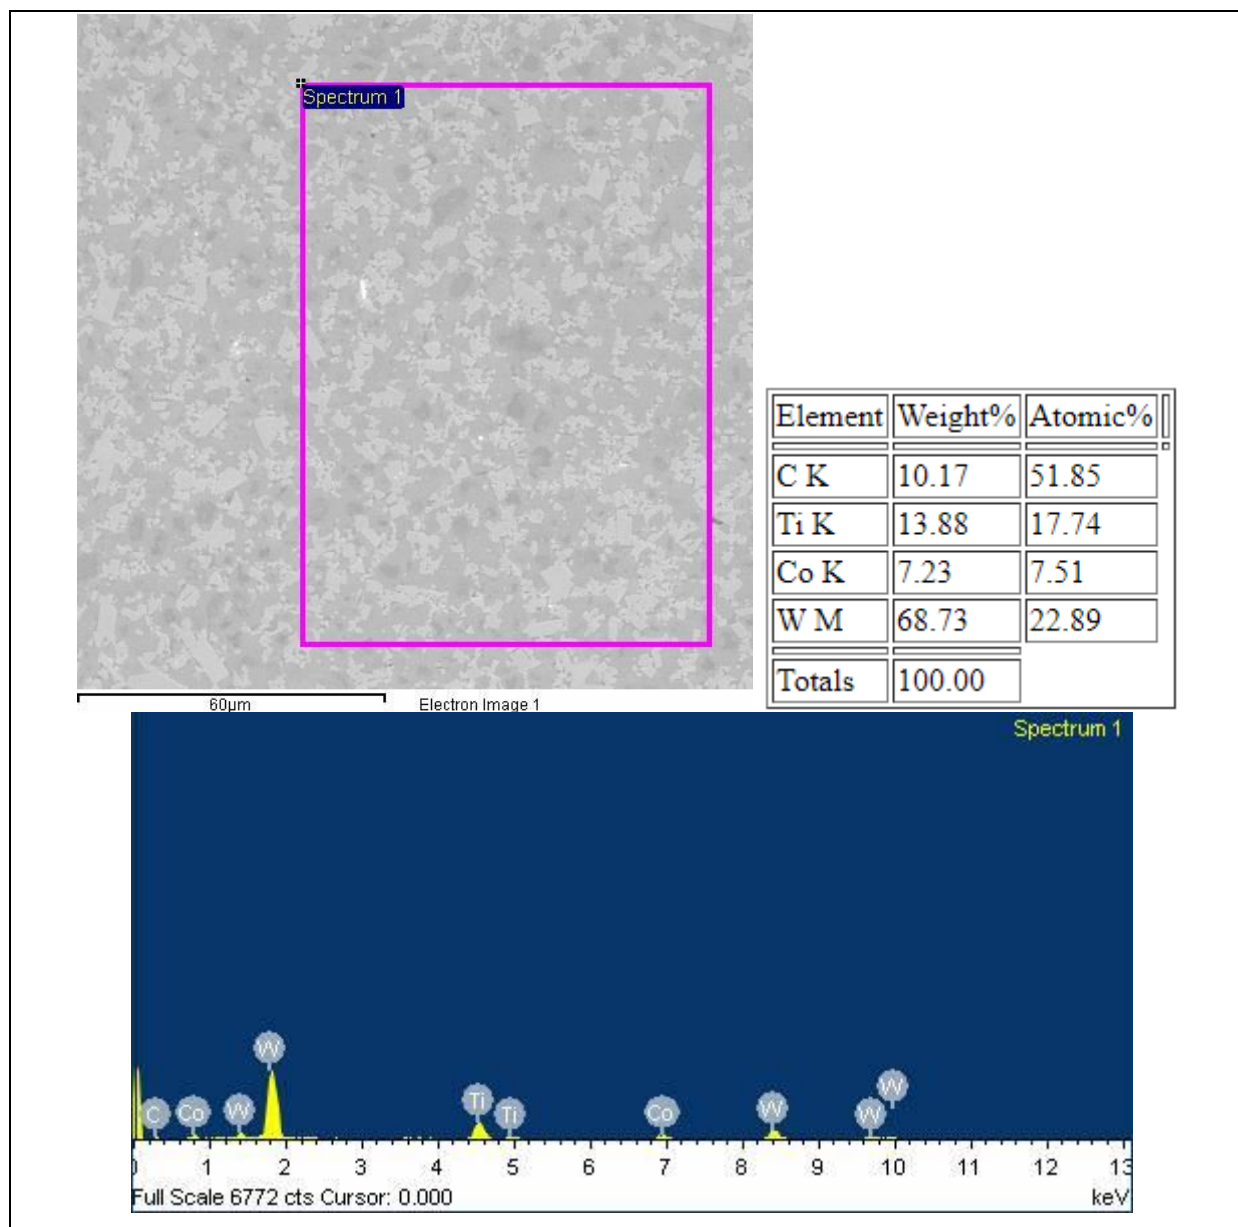 Spectrum 1
60μm Electron Image 1
Element Weight% Atomic%
C K 10.17 51.85
Ti K 13.88 17.74
Co K 7.23 7.51
W M 68.73 22.89
Totals 100.00
Spectrum 1
W
C Co W Ti Ti Co W W W
1 2 3 4 5 6 7 8 9 10 11 12 13
Full Scale 6772 cts Cursor: 0.000 keV